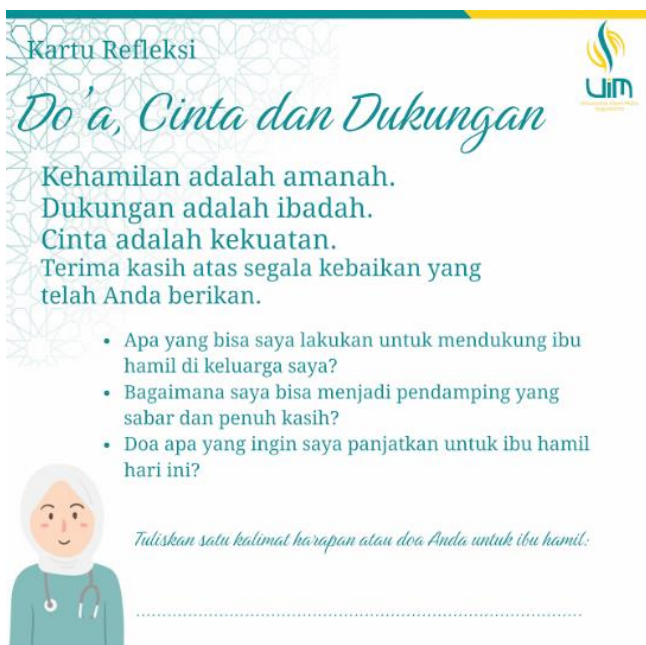 Kartu Refleksi
UiM
Do'a, Cinta dan Dukungan
Kehamilan adalah amanah.
Dukungan adalah ibadah.
Cinta adalah kekuatan.
Terima kasih atas segala kebaikan yang
telah Anda berikan.
• Apa yang bisa saya lakukan untuk mendukung ibu
hamil di keluarga saya?
• Bagaimana saya bisa menjadi pendamping yang
sabar dan penuh kasih?
• Doa apa yang ingin saya panjatkan untuk ibu hamil
hari ini?
Tuliskan satu kalimat harapan atau doa Anda untuk ibu hamil: